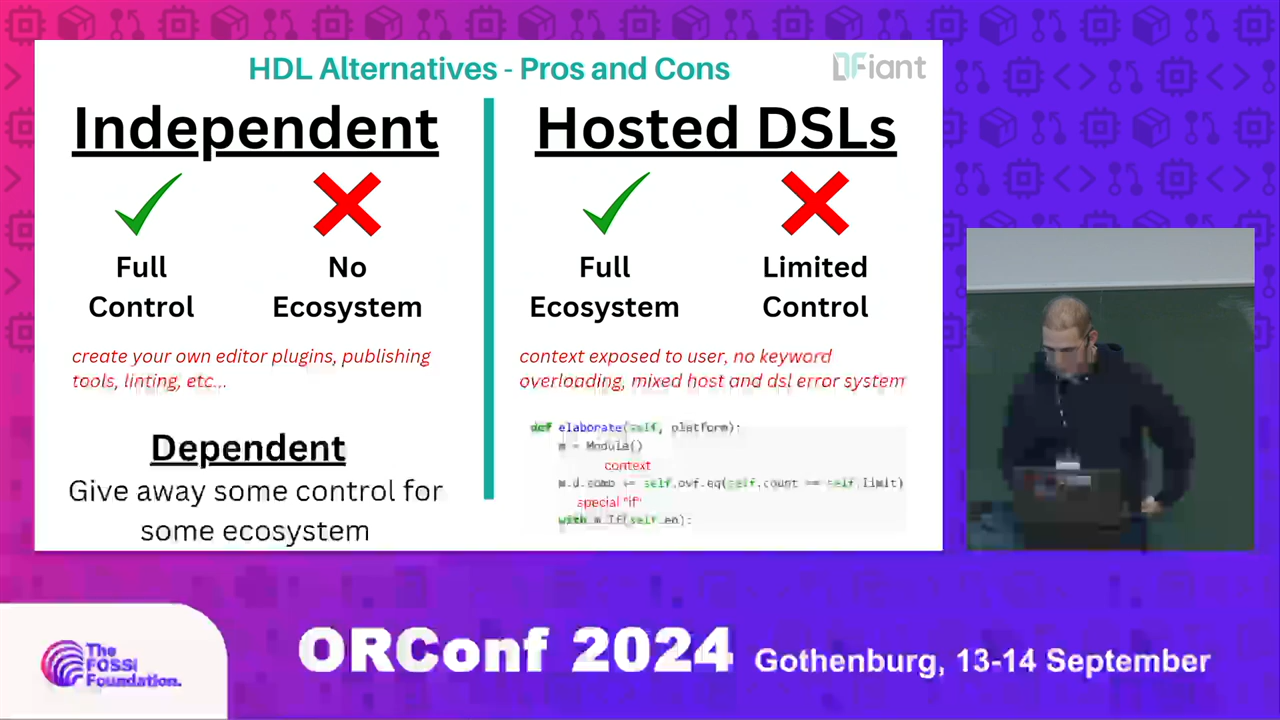 HDL Alternatives - Pros and Cons
DFiant
Independent
Full
Control
No
Ecosystem
create your own editor plugins, publishing
tools, linting, etc...
Dependent
Give away some control for
some ecosystem
Hosted DSLs
Full
Ecosystem
Limited
Control
context exposed to user, no keyword
overloading, mixed host and dsl error system
def elaborate(self, platform):
m = Module()
context
m.d.comb += self.ovf.eq(self.count == self.limit)
special "if"
with m.If(self.en):
The
FOSSi
Foundation.
ORConf 2024 Gothenburg, 13-14 September